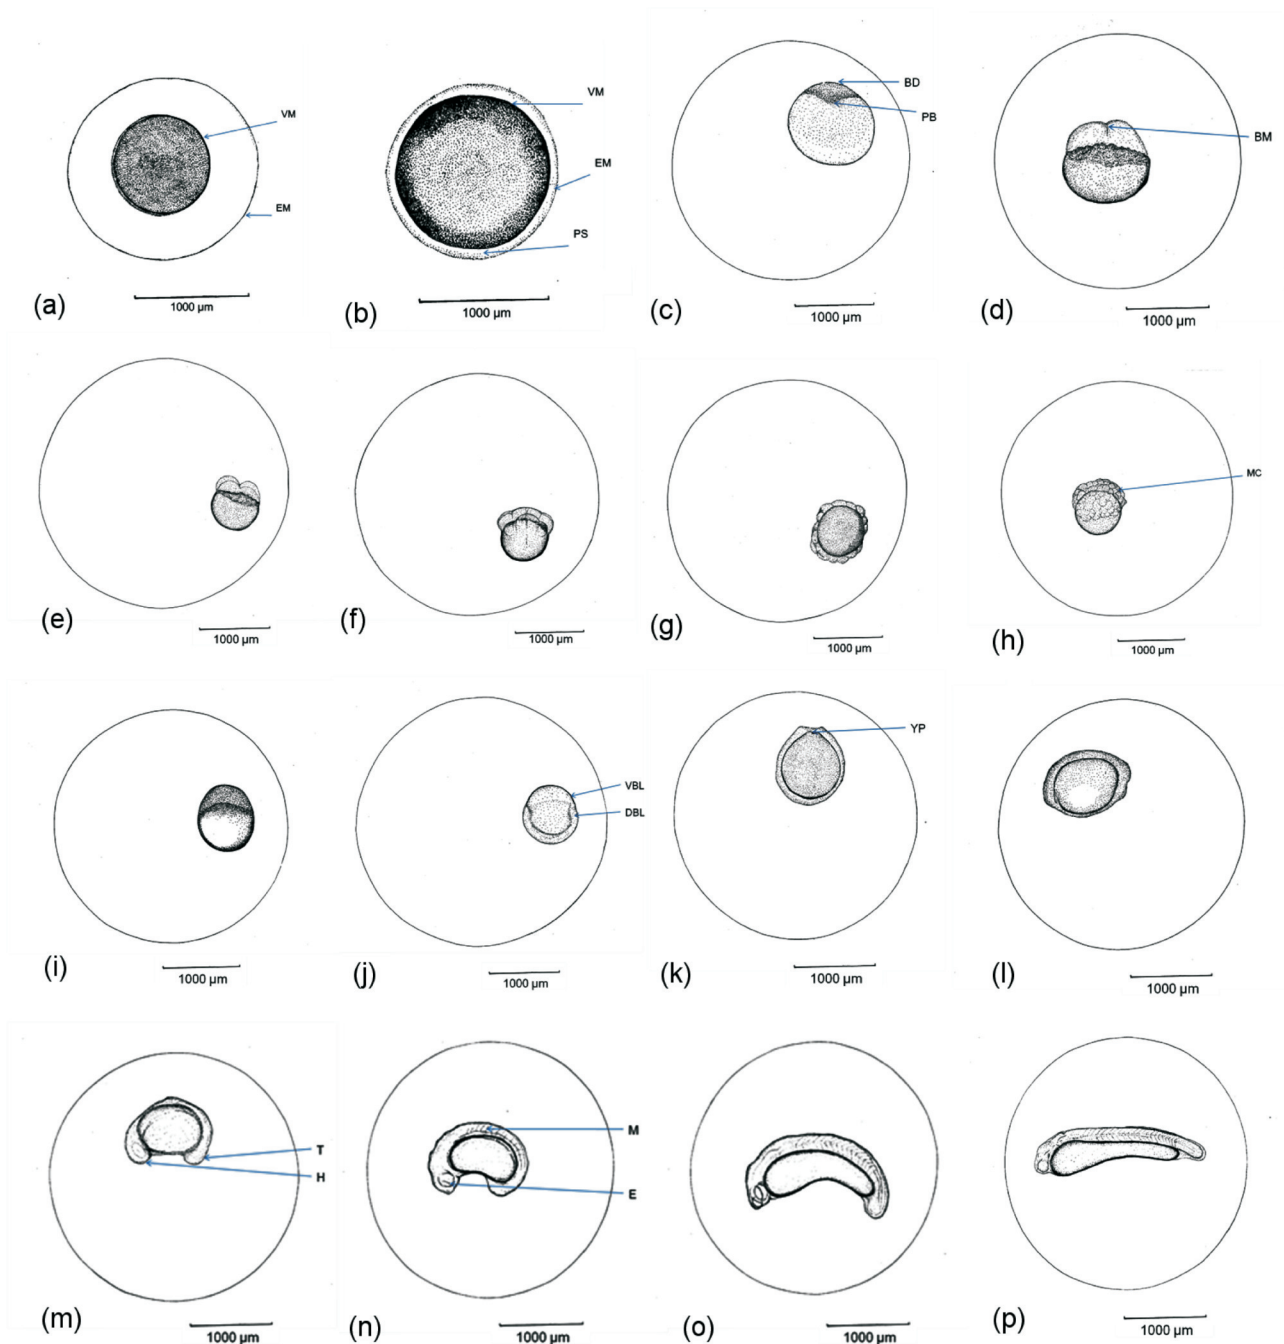 VM
EM
(a)
1000 µm
VM
EM
PS
(b)
1000 µm
BD
PB
(c)
1000 µm
BM
(d)
1000 µm
(e)
1000 µm
(f)
1000 µm
(g)
1000 µm
MC
(h)
1000 µm
(i)
1000 µm
VBL
DBL
(j)
1000 µm
YP
(k)
1000 µm
(l)
1000 µm
T
H
(m)
1000 µm
M
E
(n)
1000 µm
(o)
1000 µm
(p)
1000 µm